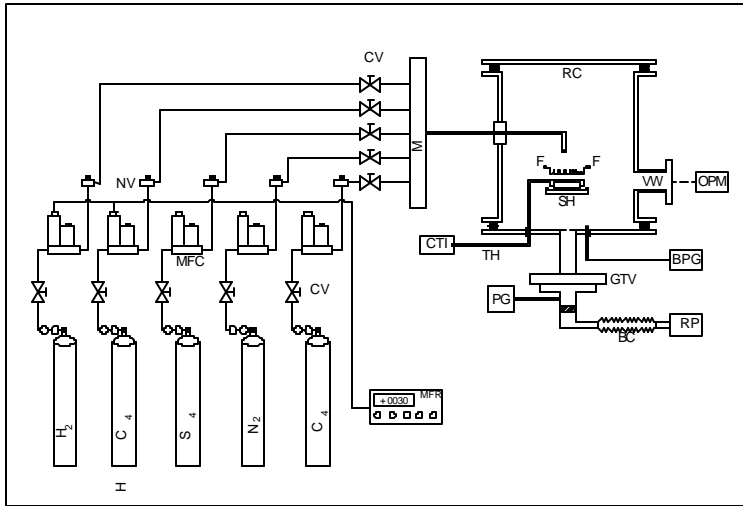 CV
RC
M
F F
NV
VW
OPM
SH
CTI
TH
MFC
BPG
CV
GTV
PG
RP
BC
MFR
+0030
H2
C 4
S 4
N2
C 4
H